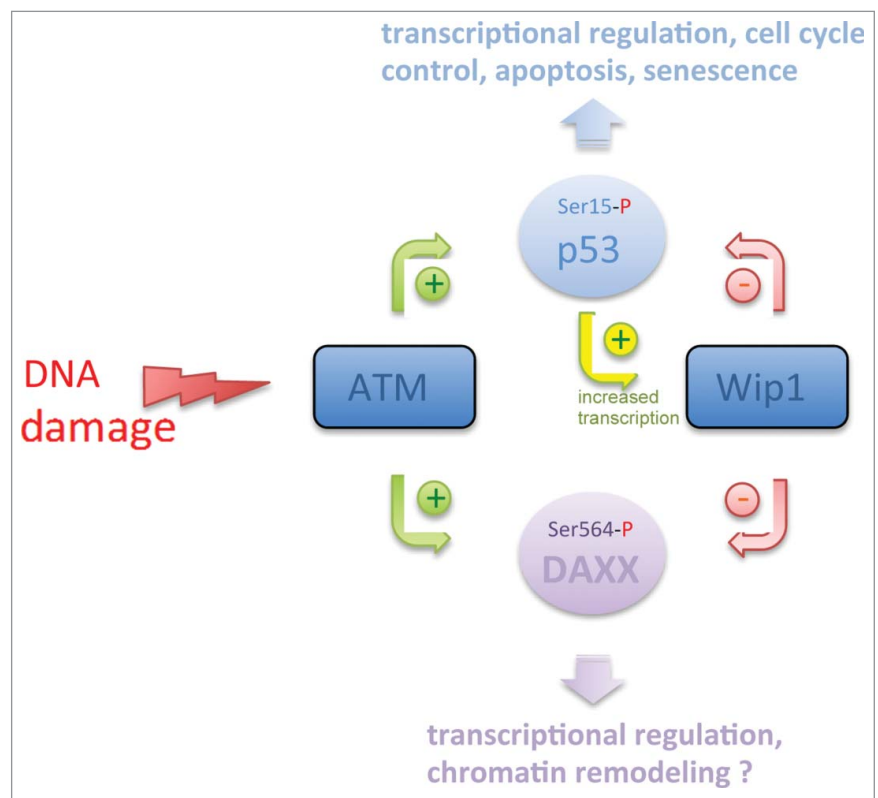 transcriptional regulation, cell cycle
control, apoptosis, senescence
Ser15-P
p53
+
-
+
DNA
damage
ATM
increased
transcription
Wip1
+
-
Ser564-P
DAXX
transcriptional regulation,
chromatin remodeling ?